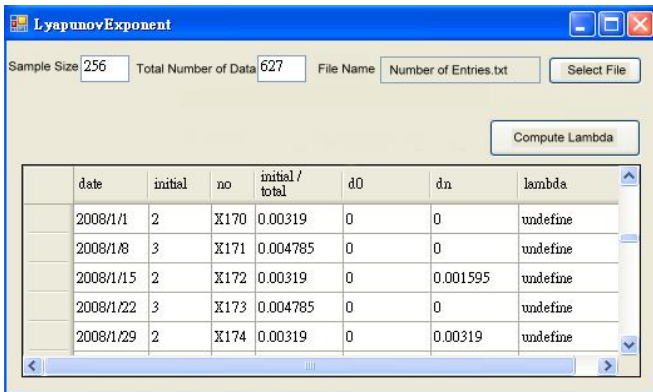 LyapunovExponent
Sample Size 256 Total Number of Data 627 File Name Number of Entries.txt Select File
Compute Lambda
date initial no initial / total d0 dn lambda
2008/1/1 2 X170 0.00319 0 0 undefine
2008/1/8 3 X171 0.004785 0 0 undefine
2008/1/15 2 X172 0.00319 0 0.001595 undefine
2008/1/22 3 X173 0.004785 0 0 undefine
2008/1/29 2 X174 0.00319 0 0.00319 undefine